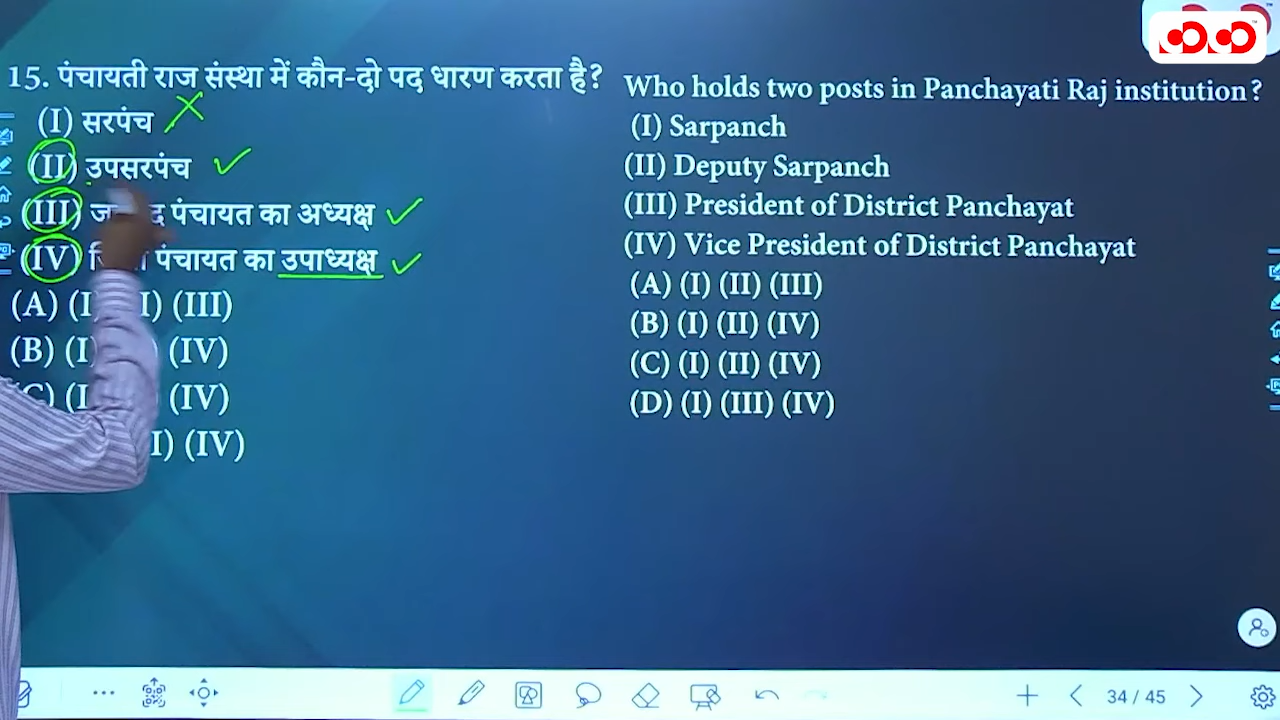 15. पंचायती राज संस्था में कौन-दो पद धारण करता है?
(I) सरपंच
(II) उपसरपंच
(III) पंचायत का अध्यक्ष
(IV) पंचायत का उपाध्यक्ष
(A) (III)
(B) (IV)
(IV)
(IV)
Who holds two posts in Panchayati Raj institution?
(I) Sarpanch
(II) Deputy Sarpanch
(III) President of District Panchayat
(IV) Vice President of District Panchayat
(A) (I) (II) (III)
(B) (I) (II) (IV)
(C) (I) (II) (IV)
(D) (I) (III) (IV)
34 / 45